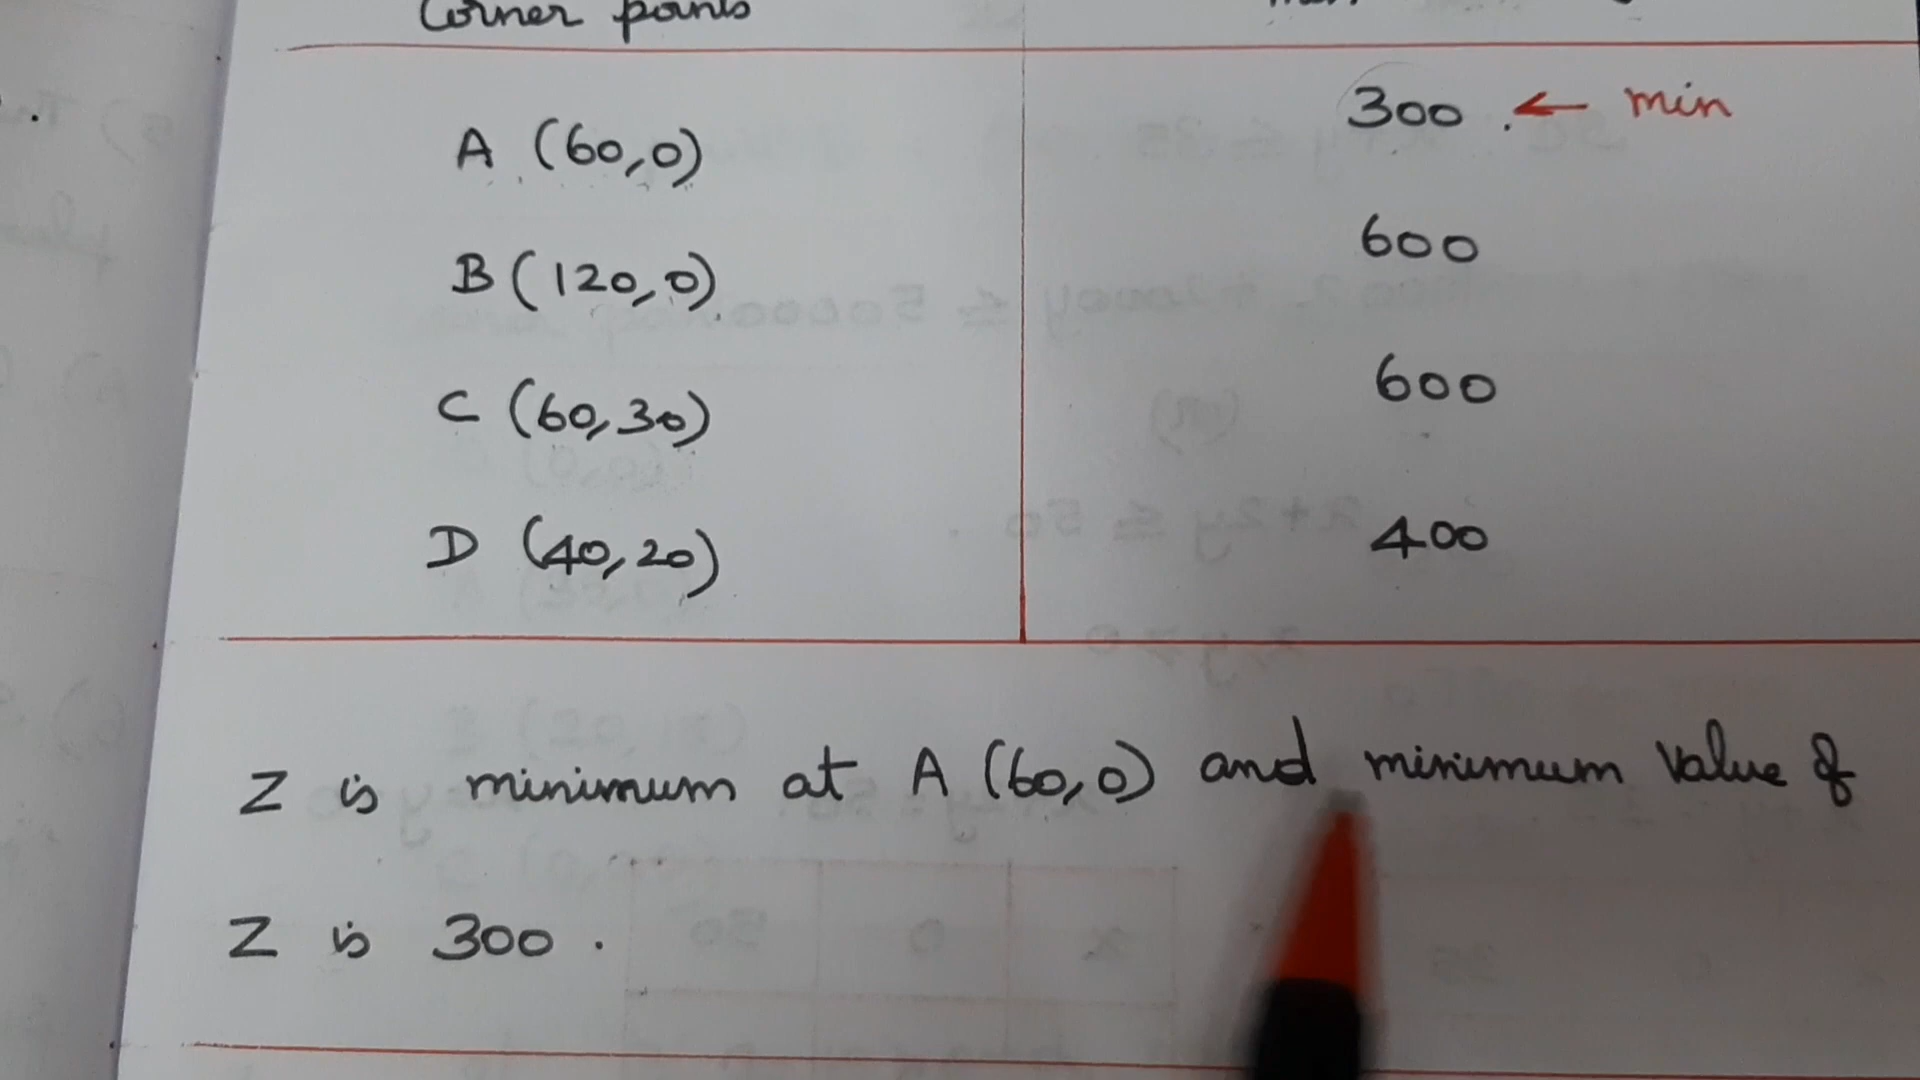 Corner points
A (60,0) 300 . ← min
B (120,0) 600
C (60,30) 600
D (40,20) 400
Z is minimum at A (60,0) and minimum value of
Z is 300 .